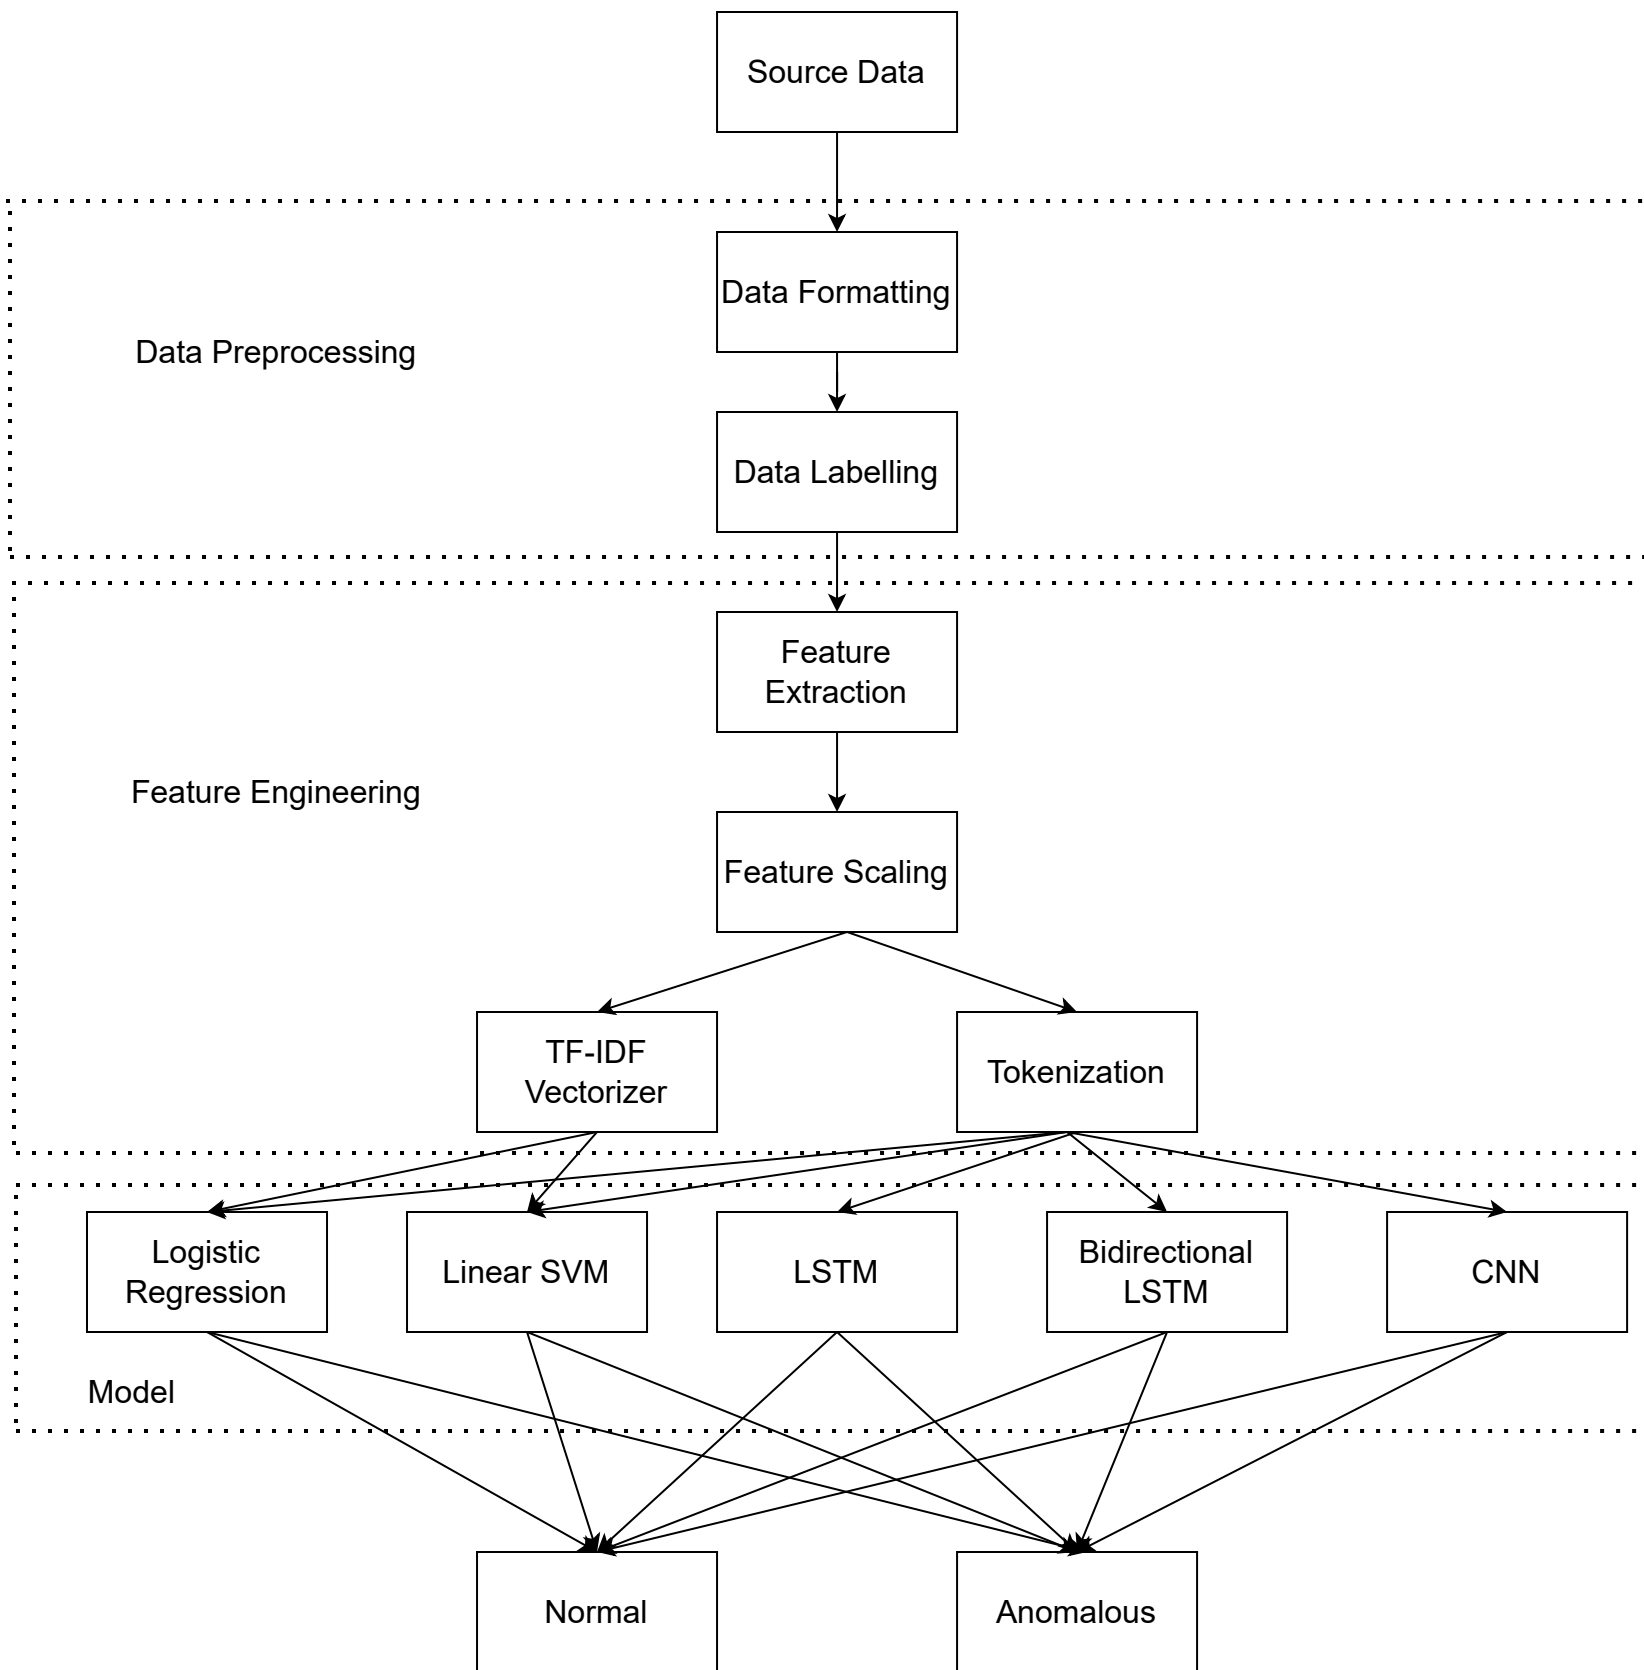 Source Data
Data Formatting
Data Preprocessing
Data Labelling
Feature
Extraction
Feature Engineering
Feature Scaling
TF-IDF
Vectorizer
Tokenization
Logistic
Regression
Linear SVM
LSTM
Bidirectional
LSTM
CNN
Model
Normal
Anomalous